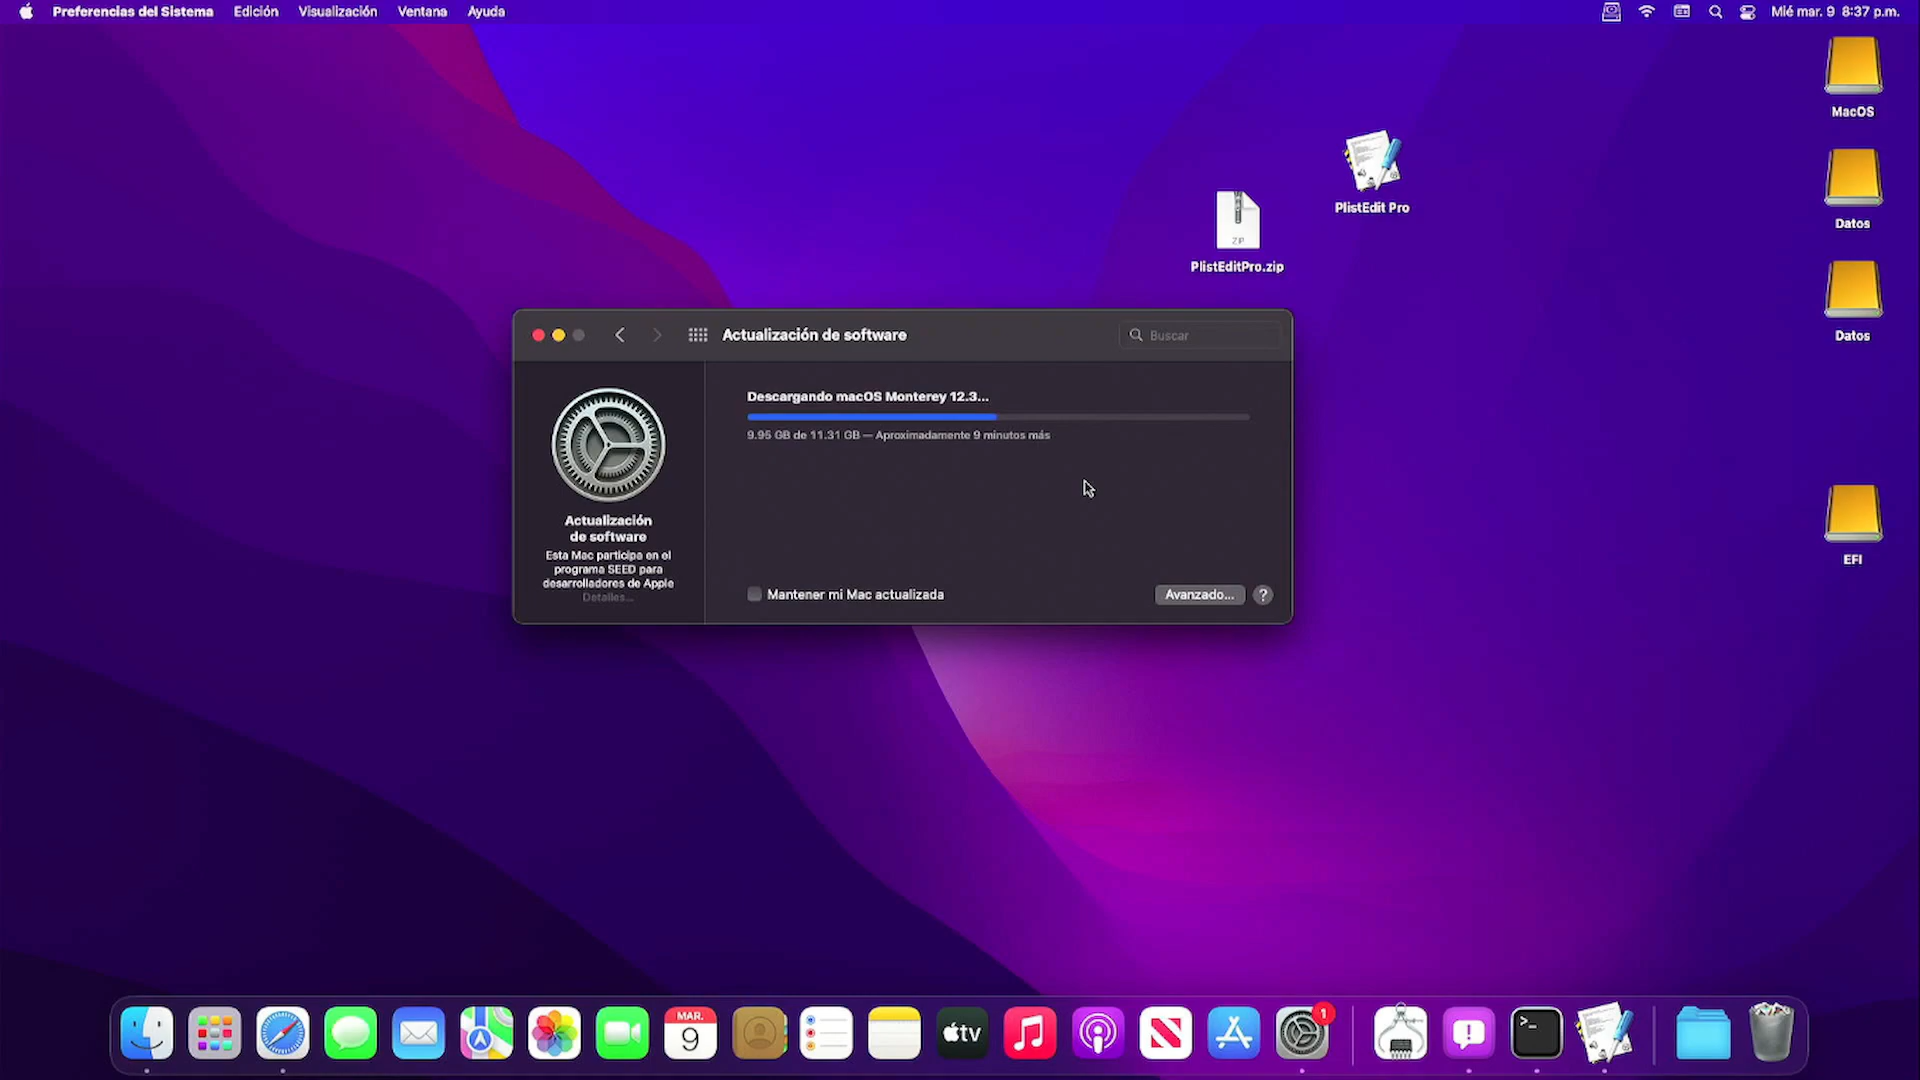 Preferencias del Sistema Edición Visualización Ventana Ayuda
Mié mar. 9 8:37 p.m.
MacOS
PlistEdit Pro
Datos
ZIP
PlistEditPro.zip
Datos
EFI
Actualización de software
Buscar
Descargando macOS Monterey 12.3...
9.95 GB de 11.31 GB — Aproximadamente 9 minutos más
Actualización
de software
Esta Mac participa en el
programa SEED para
desarrolladores de Apple
Detalles...
Mantener mi Mac actualizada
Avanzado...
?
MAR.
9
tv
1
>_